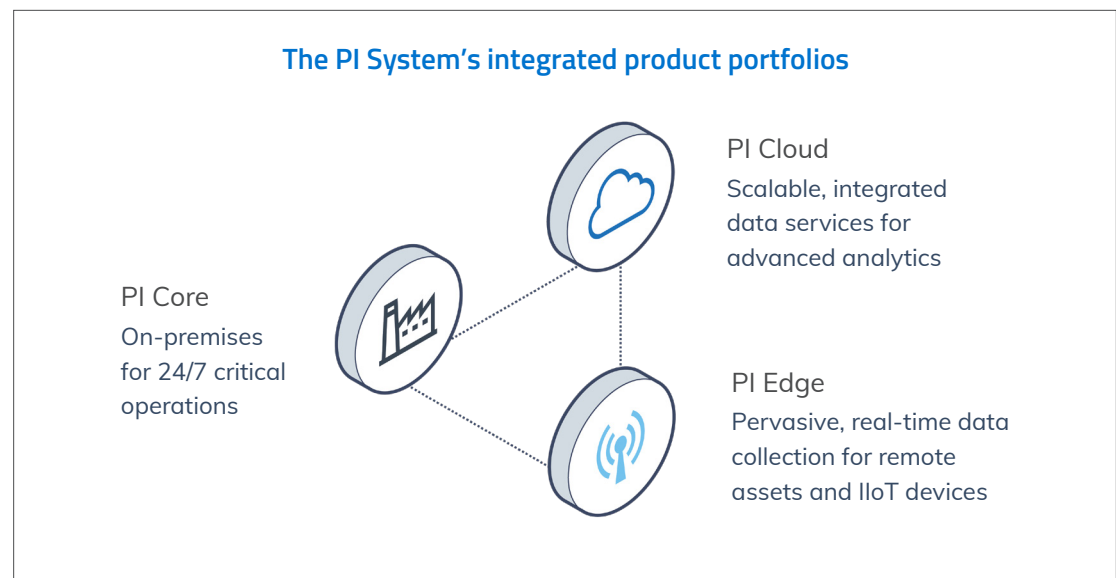 The PI System's integrated product portfolios
PI Cloud
Scalable, integrated
data services for
advanced analytics
PI Core
On-premises
for 24/7 critical
operations
PI Edge
Pervasive, real-time data
collection for remote
assets and IIoT devices